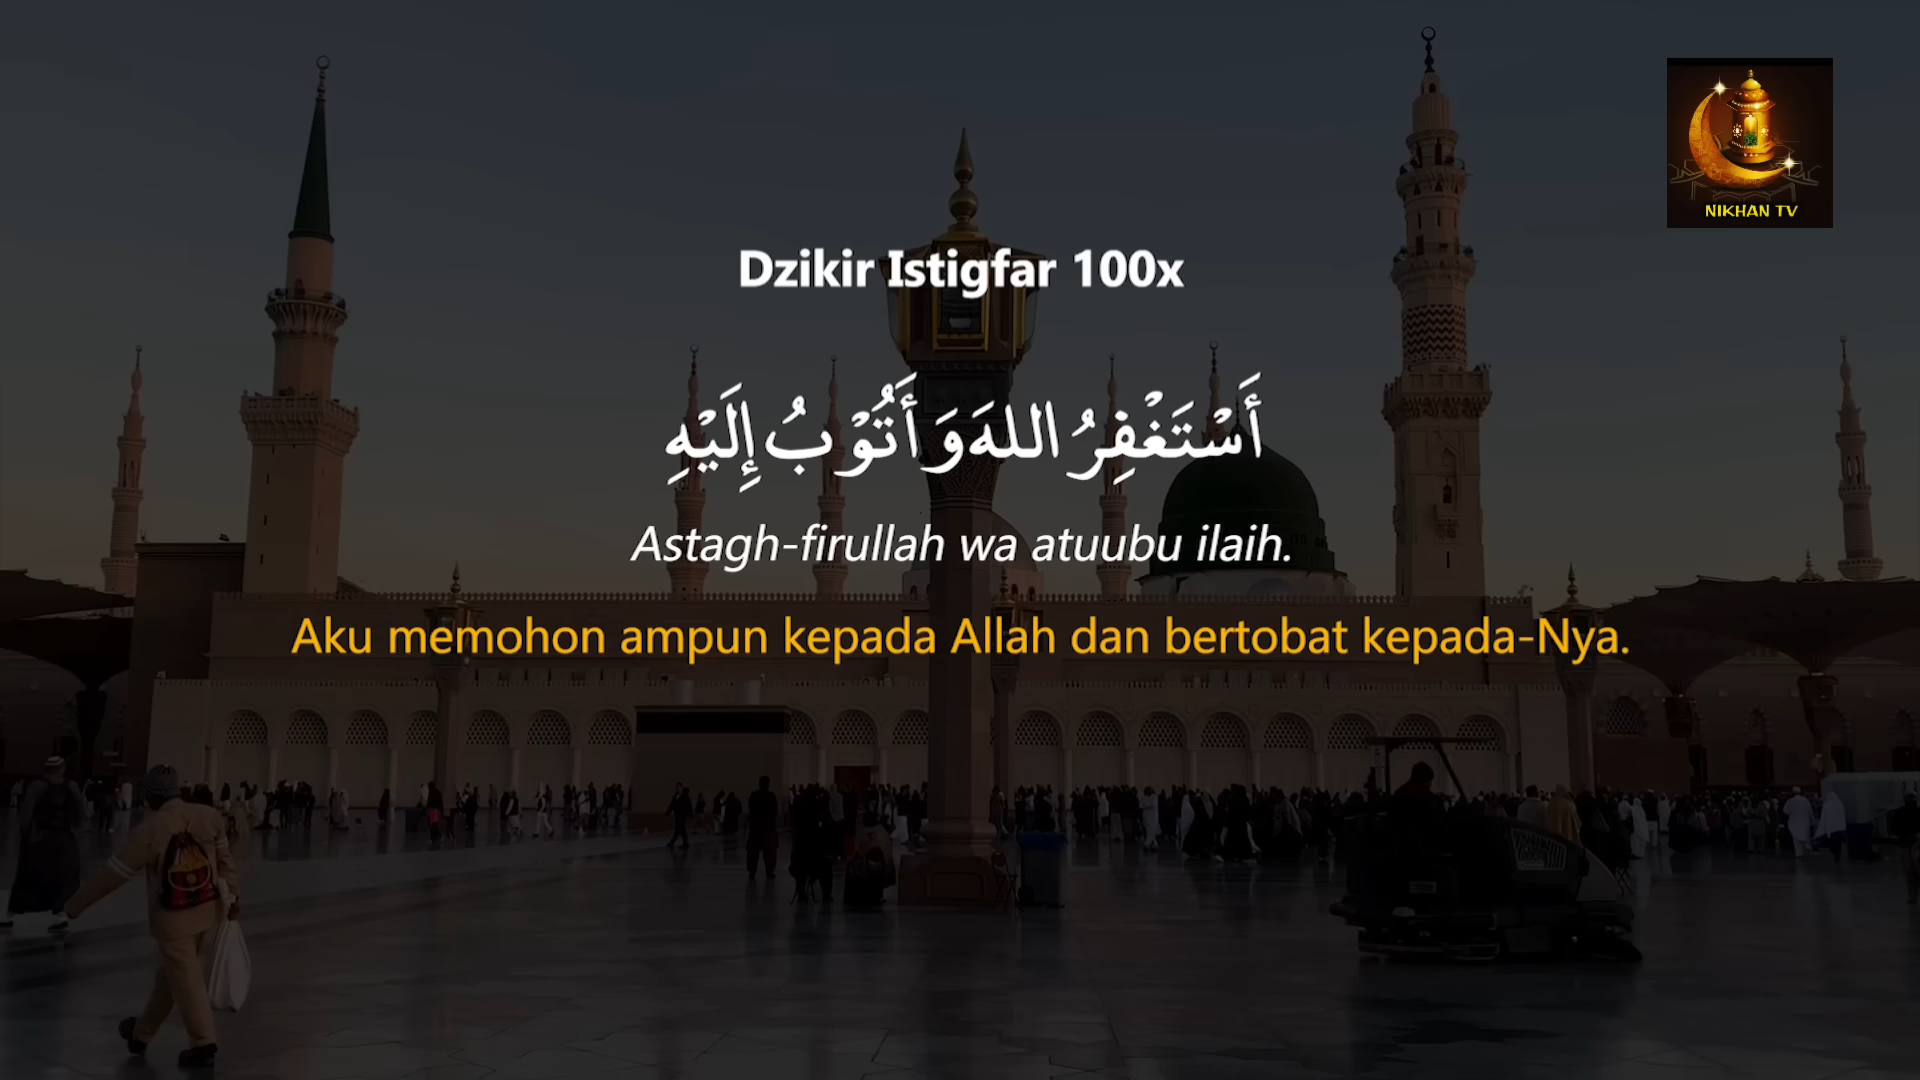 NIKHAN TV
Dzikir Istigfar 100x
أَسْتَغْفِرُ اللهَ وَ أَتُوْبُ إِلَيْهِ
Astagh-firullah wa atuubu ilaih.
Aku memohon ampun kepada Allah dan bertobat kepada-Nya.